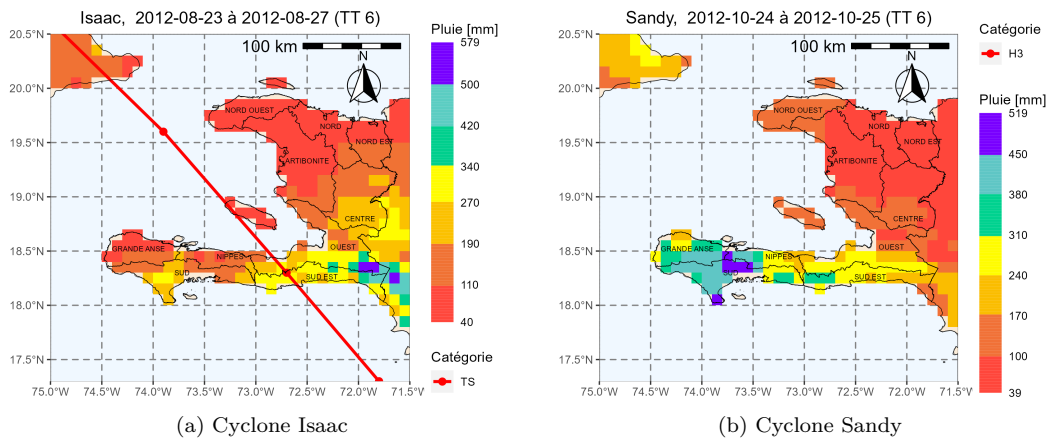 Isaac, 2012-08-23 à 2012-08-27 (TT 6)
20.5°N
20.0°N
19.5°N
19.0°N
18.5°N
18.0°N
17.5°N
75.0°W
74.5°W
74.0°W
73.5°W
73.0°W
72.5°W
72.0°W
71.5°W
100 km
N
NORD OUEST
NORD
NORD EST
ARTIBONITE
CENTRE
GRANDE ANSE
NIPPES
OUEST
SUD
SUD EST
Pluie [mm]
579
500
420
340
270
190
110
40
Catégorie
TS
(a) Cyclone Isaac
Sandy, 2012-10-24 à 2012-10-25 (TT 6)
20.5°N
20.0°N
19.5°N
19.0°N
18.5°N
18.0°N
17.5°N
75.0°W
74.5°W
74.0°W
73.5°W
73.0°W
72.5°W
72.0°W
71.5°W
100 km
N
NORD OUEST
NORD
NORD EST
ARTIBONITE
CENTRE
GRANDE ANSE
NIPPES
OUEST
SUD
SUD EST
Catégorie
H3
Pluie [mm]
519
450
380
310
240
170
100
39
(b) Cyclone Sandy